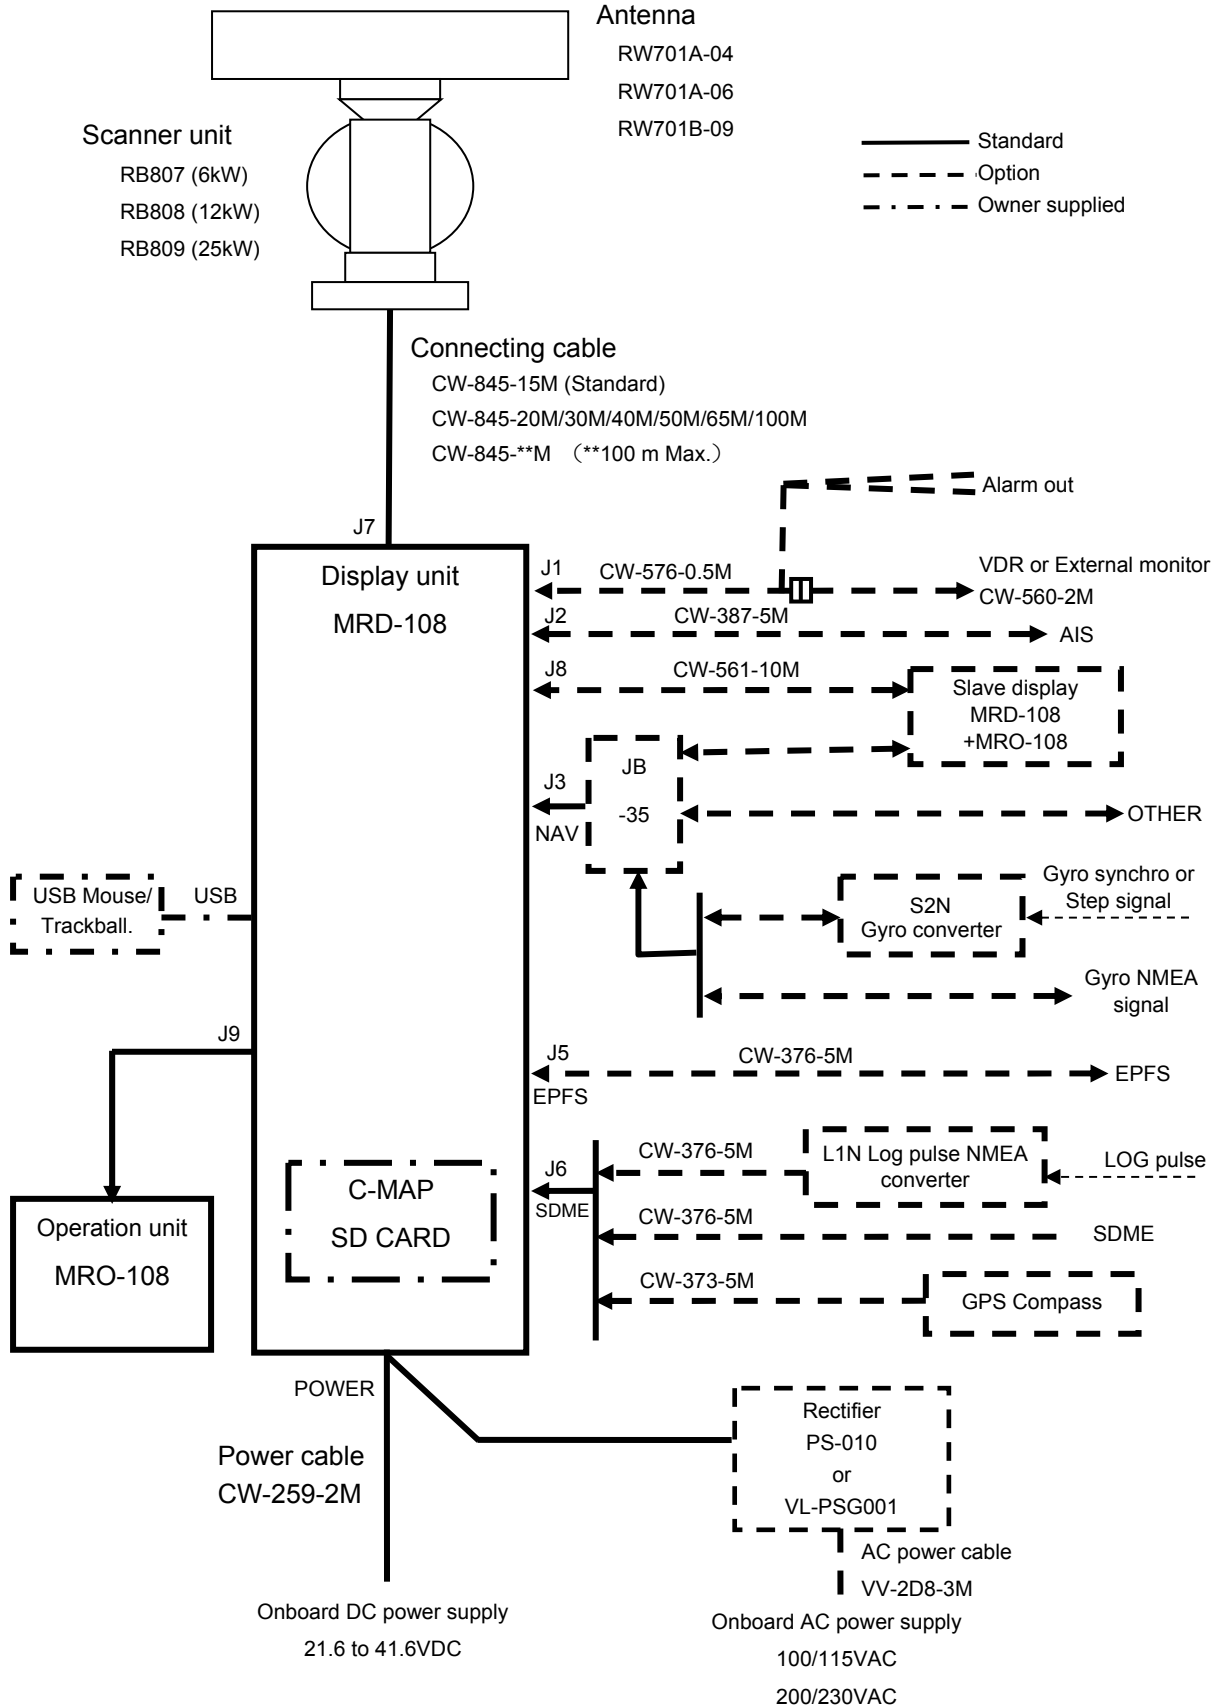 Antenna
RW701A-04
RW701A-06
RW701B-09
Scanner unit
RB807 (6kW)
RB808 (12kW)
RB809 (25kW)
Standard
Option
Owner supplied
Connecting cable
CW-845-15M (Standard)
CW-845-20M/30M/40M/50M/65M/100M
CW-845-**M （**100 m Max.）
Alarm out
J7
Display unit
MRD-108
J1
CW-576-0.5M
VDR or External monitor
CW-560-2M
J2
CW-387-5M
AIS
J8
CW-561-10M
Slave display
MRD-108
+MRO-108
JB
-35
J3
NAV
OTHER
USB Mouse/
Trackball.
USB
S2N
Gyro converter
Gyro synchro or
Step signal
Gyro NMEA
signal
J9
J5
EPFS
CW-376-5M
EPFS
J6
SDME
CW-376-5M
L1N Log pulse NMEA
converter
LOG pulse
CW-376-5M
SDME
CW-373-5M
GPS Compass
C-MAP
SD CARD
Operation unit
MRO-108
POWER
Power cable
CW-259-2M
Rectifier
PS-010
or
VL-PSG001
AC power cable
VV-2D8-3M
Onboard DC power supply
21.6 to 41.6VDC
Onboard AC power supply
100/115VAC
200/230VAC